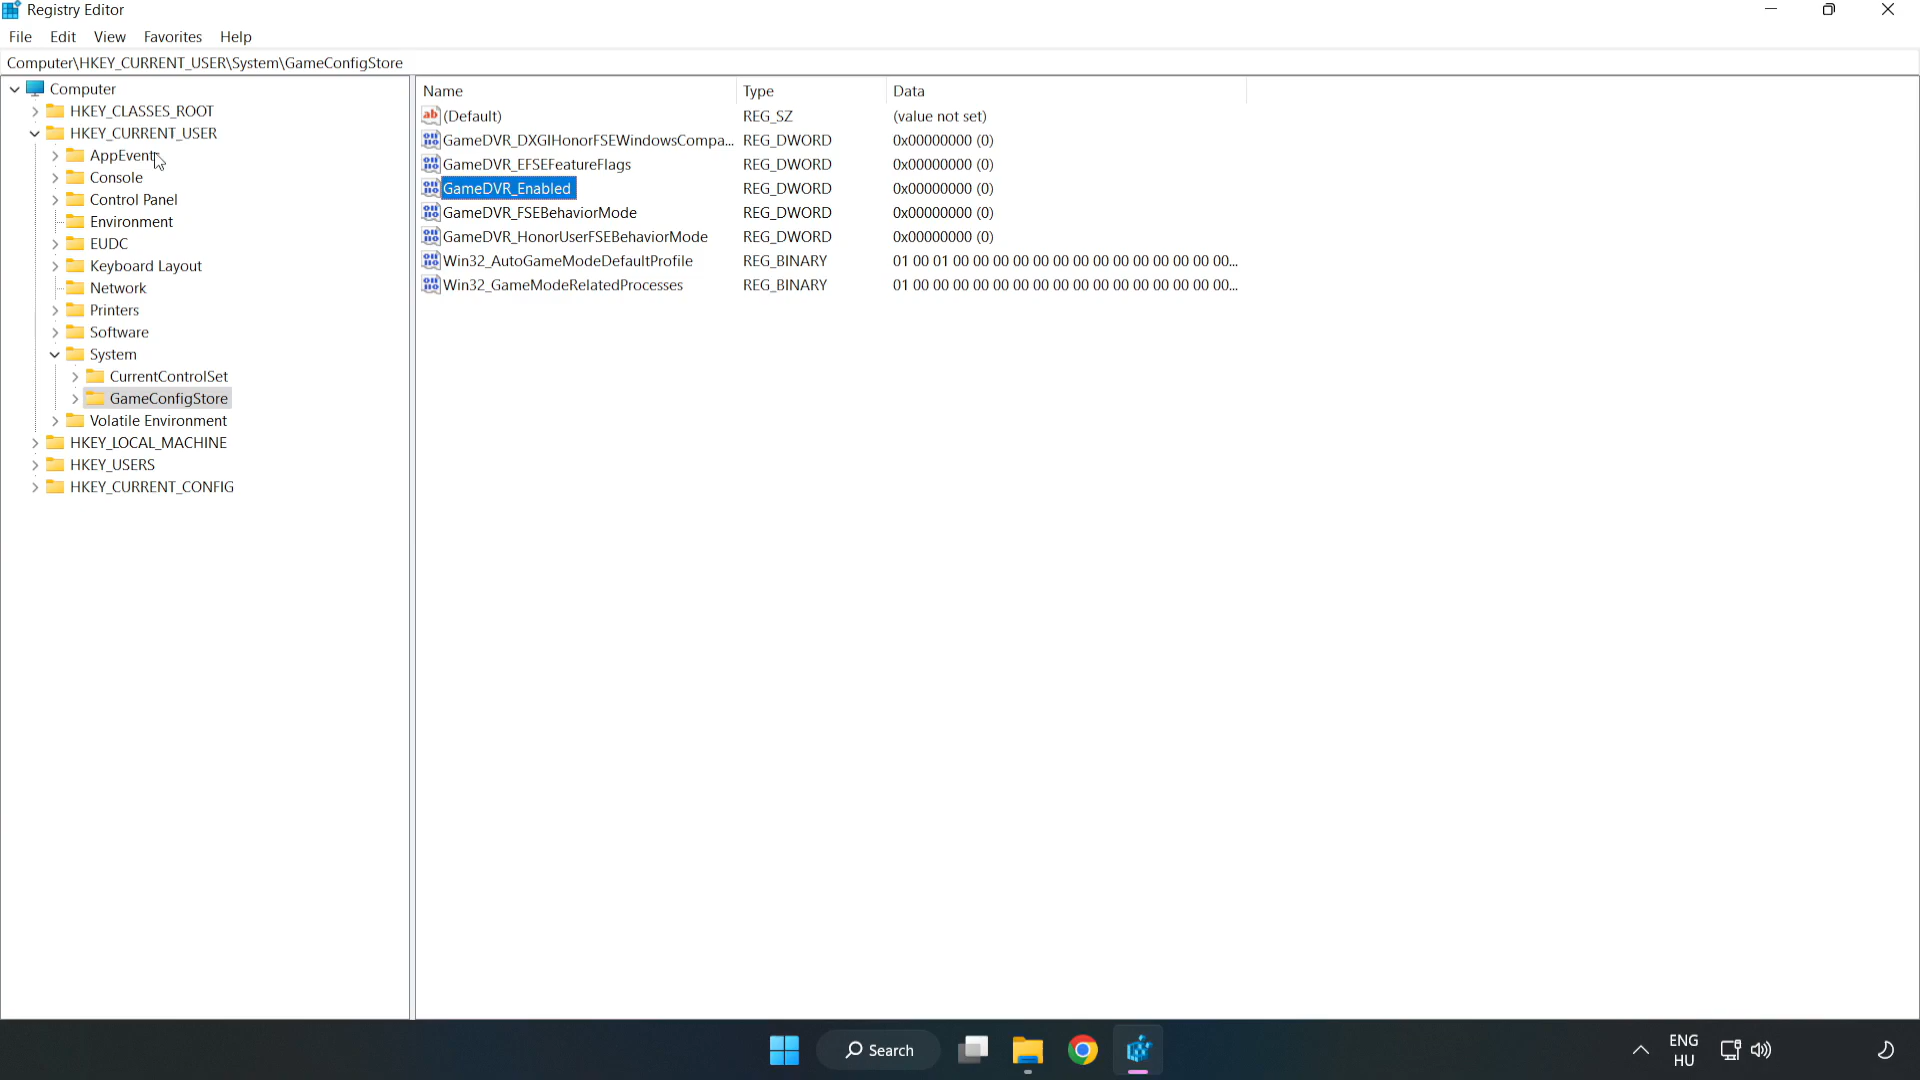 Registry Editor
File Edit View Favorites Help
Computer\HKEY_CURRENT_USER\System\GameConfigStore
Computer
HKEY_CLASSES_ROOT
HKEY_CURRENT_USER
AppEvents
Console
Control Panel
Environment
EUDC
Keyboard Layout
Network
Printers
Software
System
CurrentControlSet
GameConfigStore
Volatile Environment
HKEY_LOCAL_MACHINE
HKEY_USERS
HKEY_CURRENT_CONFIG
Name Type Data
(Default) REG_SZ (value not set)
GameDVR_DXGIHonorFSEWindowsCompa... REG_DWORD 0x00000000 (0)
GameDVR_EFSEFeatureFlags REG_DWORD 0x00000000 (0)
GameDVR_Enabled REG_DWORD 0x00000000 (0)
GameDVR_FSEBehaviorMode REG_DWORD 0x00000000 (0)
GameDVR_HonorUserFSEBehaviorMode REG_DWORD 0x00000000 (0)
Win32_AutoGameModeDefaultProfile REG_BINARY 01 00 01 00 00 00 00 00 00 00 00 00 00 00 00 00 00...
Win32_GameModeRelatedProcesses REG_BINARY 01 00 00 00 00 00 00 00 00 00 00 00 00 00 00 00 00...
Search
ENG
HU